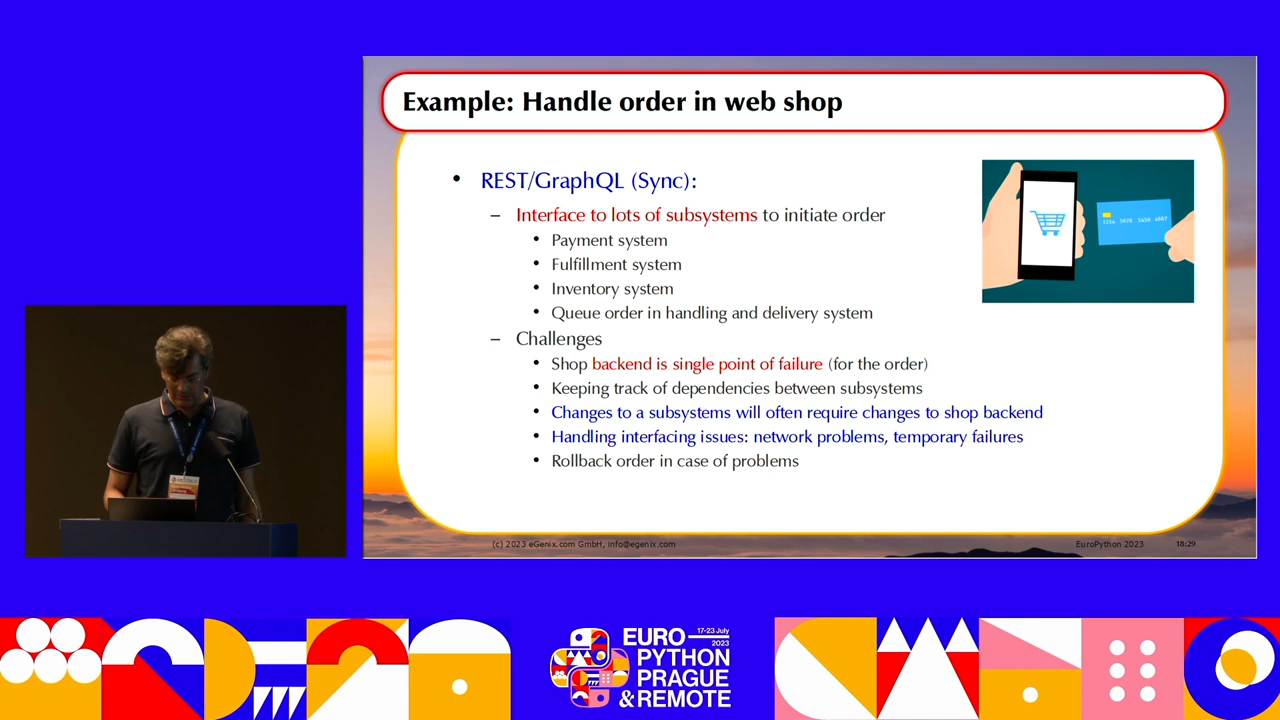 Example: Handle order in web shop
• REST/GraphQL (Sync):
– Interface to lots of subsystems to initiate order
• Payment system
• Fulfillment system
• Inventory system
• Queue order in handling and delivery system
– Challenges
• Shop backend is single point of failure (for the order)
• Keeping track of dependencies between subsystems
• Changes to a subsystems will often require changes to shop backend
• Handling interfacing issues: network problems, temporary failures
• Rollback order in case of problems
(c) 2023 eGenix.com GmbH, info@egenix.com
EuroPython 2023
18:29
EURO
17-23 July
2023
PYTHON
PRAGUE
& REMOTE